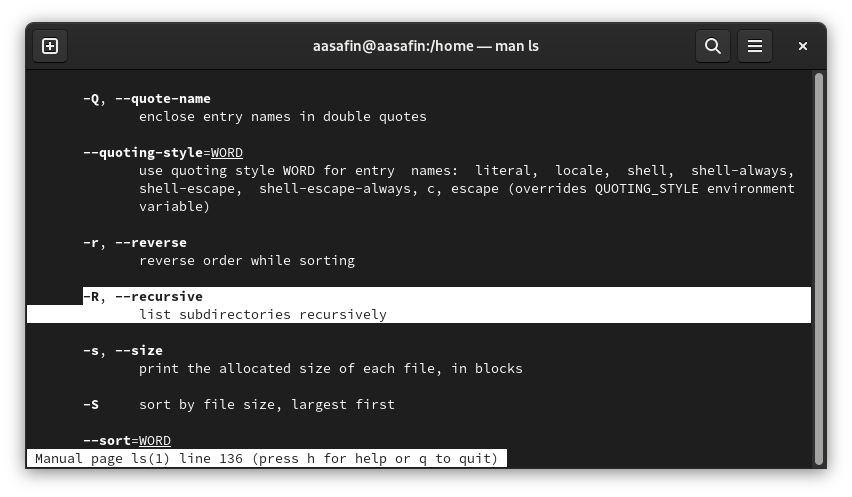 aasafin@aasafin:/home — man ls
-Q, --quote-name
enclose entry names in double quotes
--quoting-style=WORD
use quoting style WORD for entry  names:  literal,  locale,  shell,  shell-always,
shell-escape,  shell-escape-always, c, escape (overrides QUOTING_STYLE environment
variable)
-r, --reverse
reverse order while sorting
-R, --recursive
list subdirectories recursively
-s, --size
print the allocated size of each file, in blocks
-S     sort by file size, largest first
--sort=WORD
Manual page ls(1) line 136 (press h for help or q to quit)